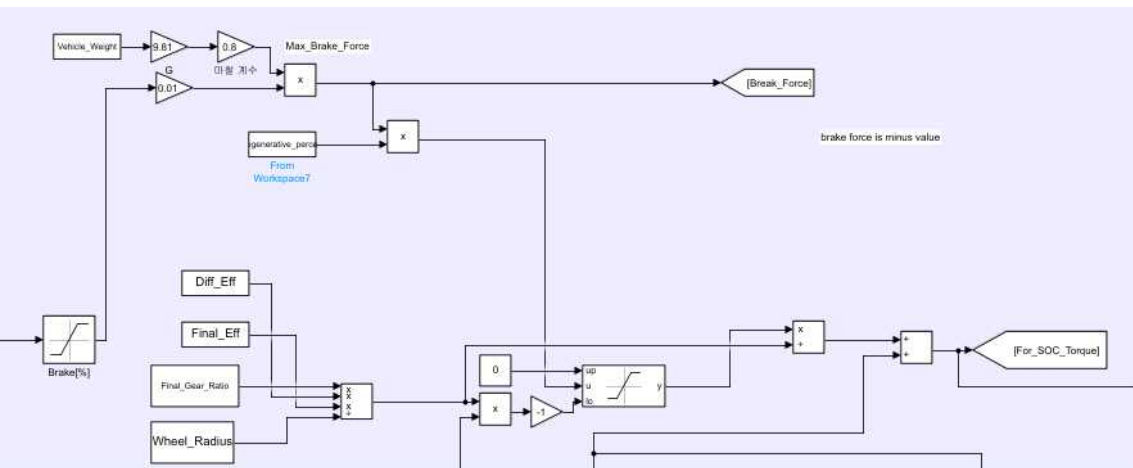 Vehicle_Weight
9.81
0.8
Max_Brake_Force
G
마찰 계수
0.01
x
[Break_Force]
x
brake force is minus value
egenerative_perce
From
Workspace7
Diff_Eff
Final_Eff
Brake[%]
x
÷
+
+
[For_SOC_Torque]
0
up
u
lo
y
Final_Gear_Ratio
x
x
x
÷
x
-1
Wheel_Radius